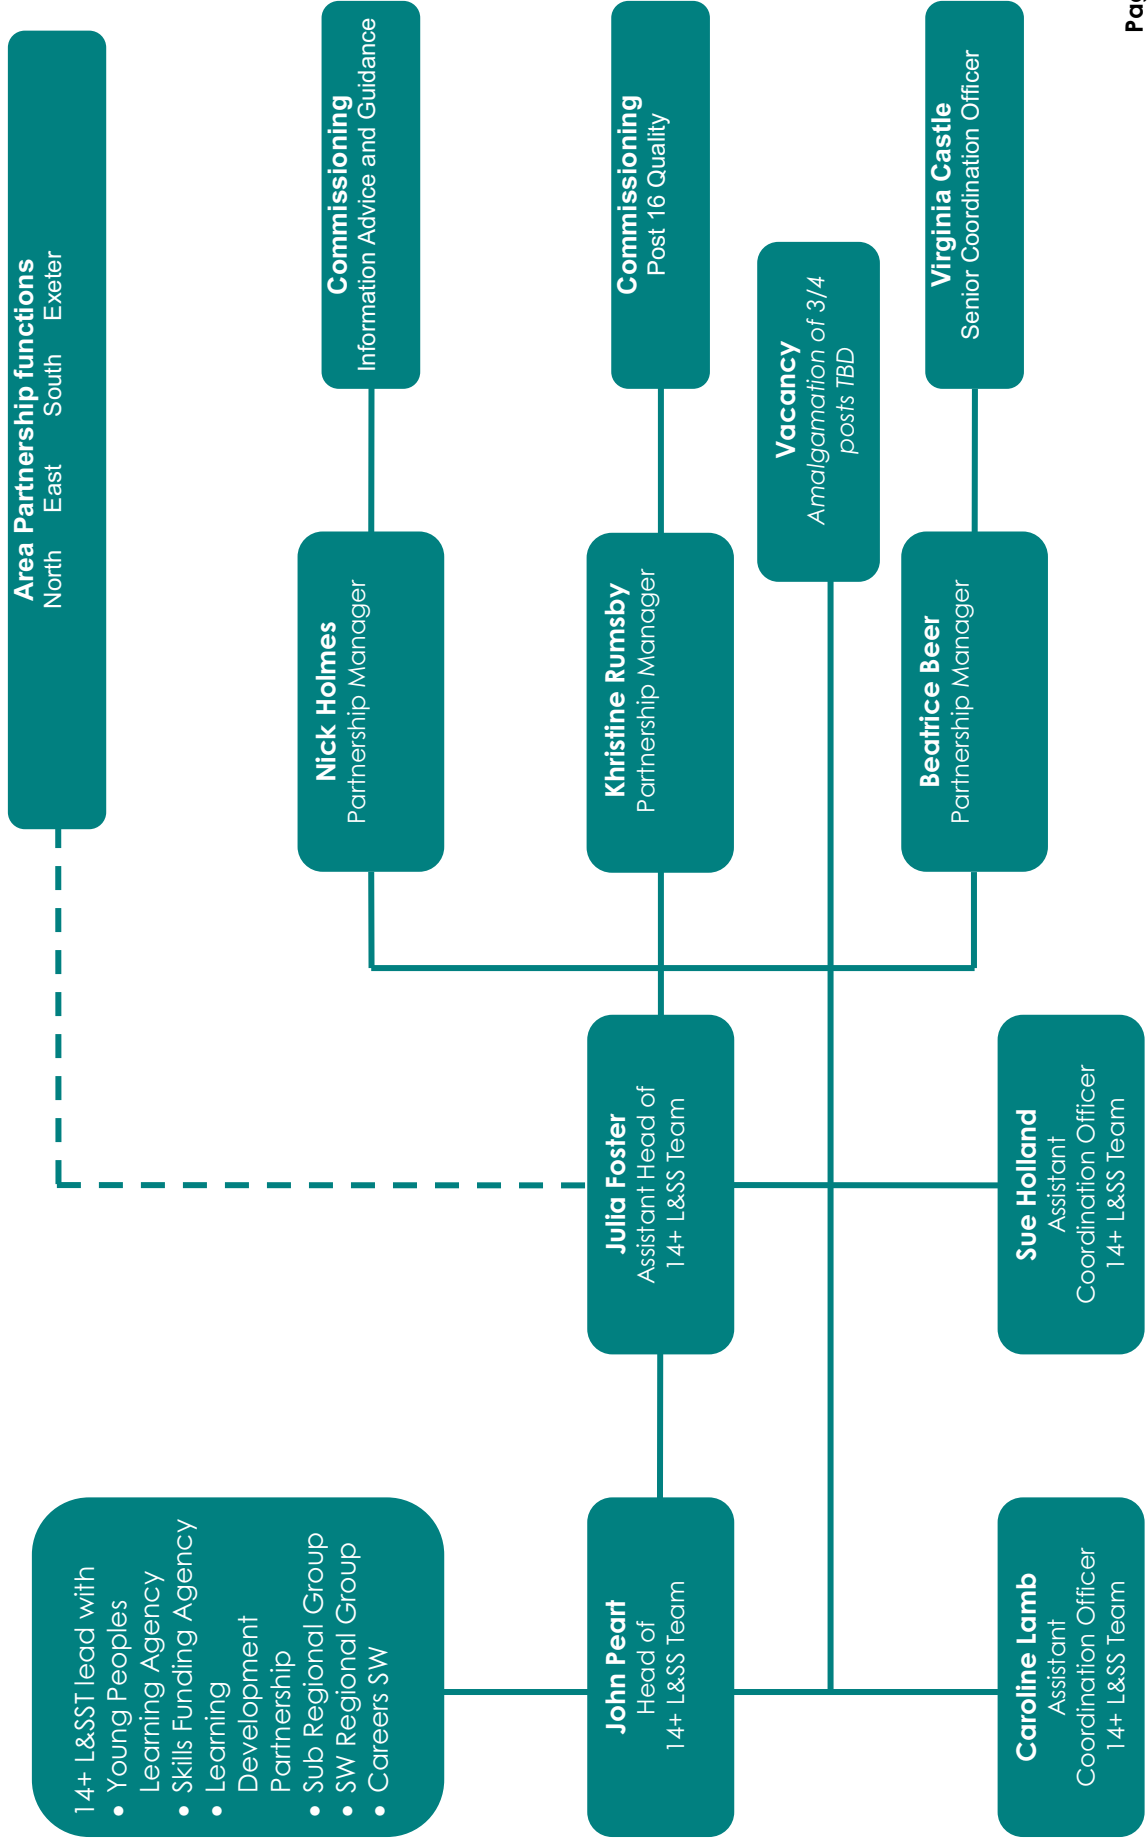 14+ L&SST lead with
• Young Peoples
Learning Agency
• Skills Funding Agency
• Learning
Development
Partnership
• Sub Regional Group
• SW Regional Group
• Careers SW
Area Partnership functions
North East South Exeter
Nick Holmes
Partnership Manager
Commissioning
Information Advice and Guidance
John Peart
Head of
14+ L&SS Team
Julia Foster
Assistant Head of
14+ L&SS Team
Khristine Rumsby
Partnership Manager
Commissioning
Post 16 Quality
Vacancy
Amalgamation of 3/4
posts TBD
Beatrice Beer
Partnership Manager
Virginia Castle
Senior Coordination Officer
Caroline Lamb
Assistant
Coordination Officer
14+ L&SS Team
Sue Holland
Assistant
Coordination Officer
14+ L&SS Team
Pag